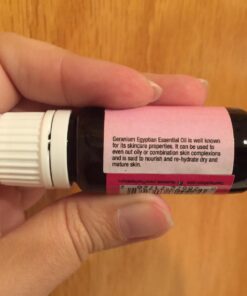 Geranium Egyptian Essential Oil is well known
for its skincare properties. It can be used to
even out oily or combination skin complexions
and is said to nourish and re-hydrate dry and
mature skin.